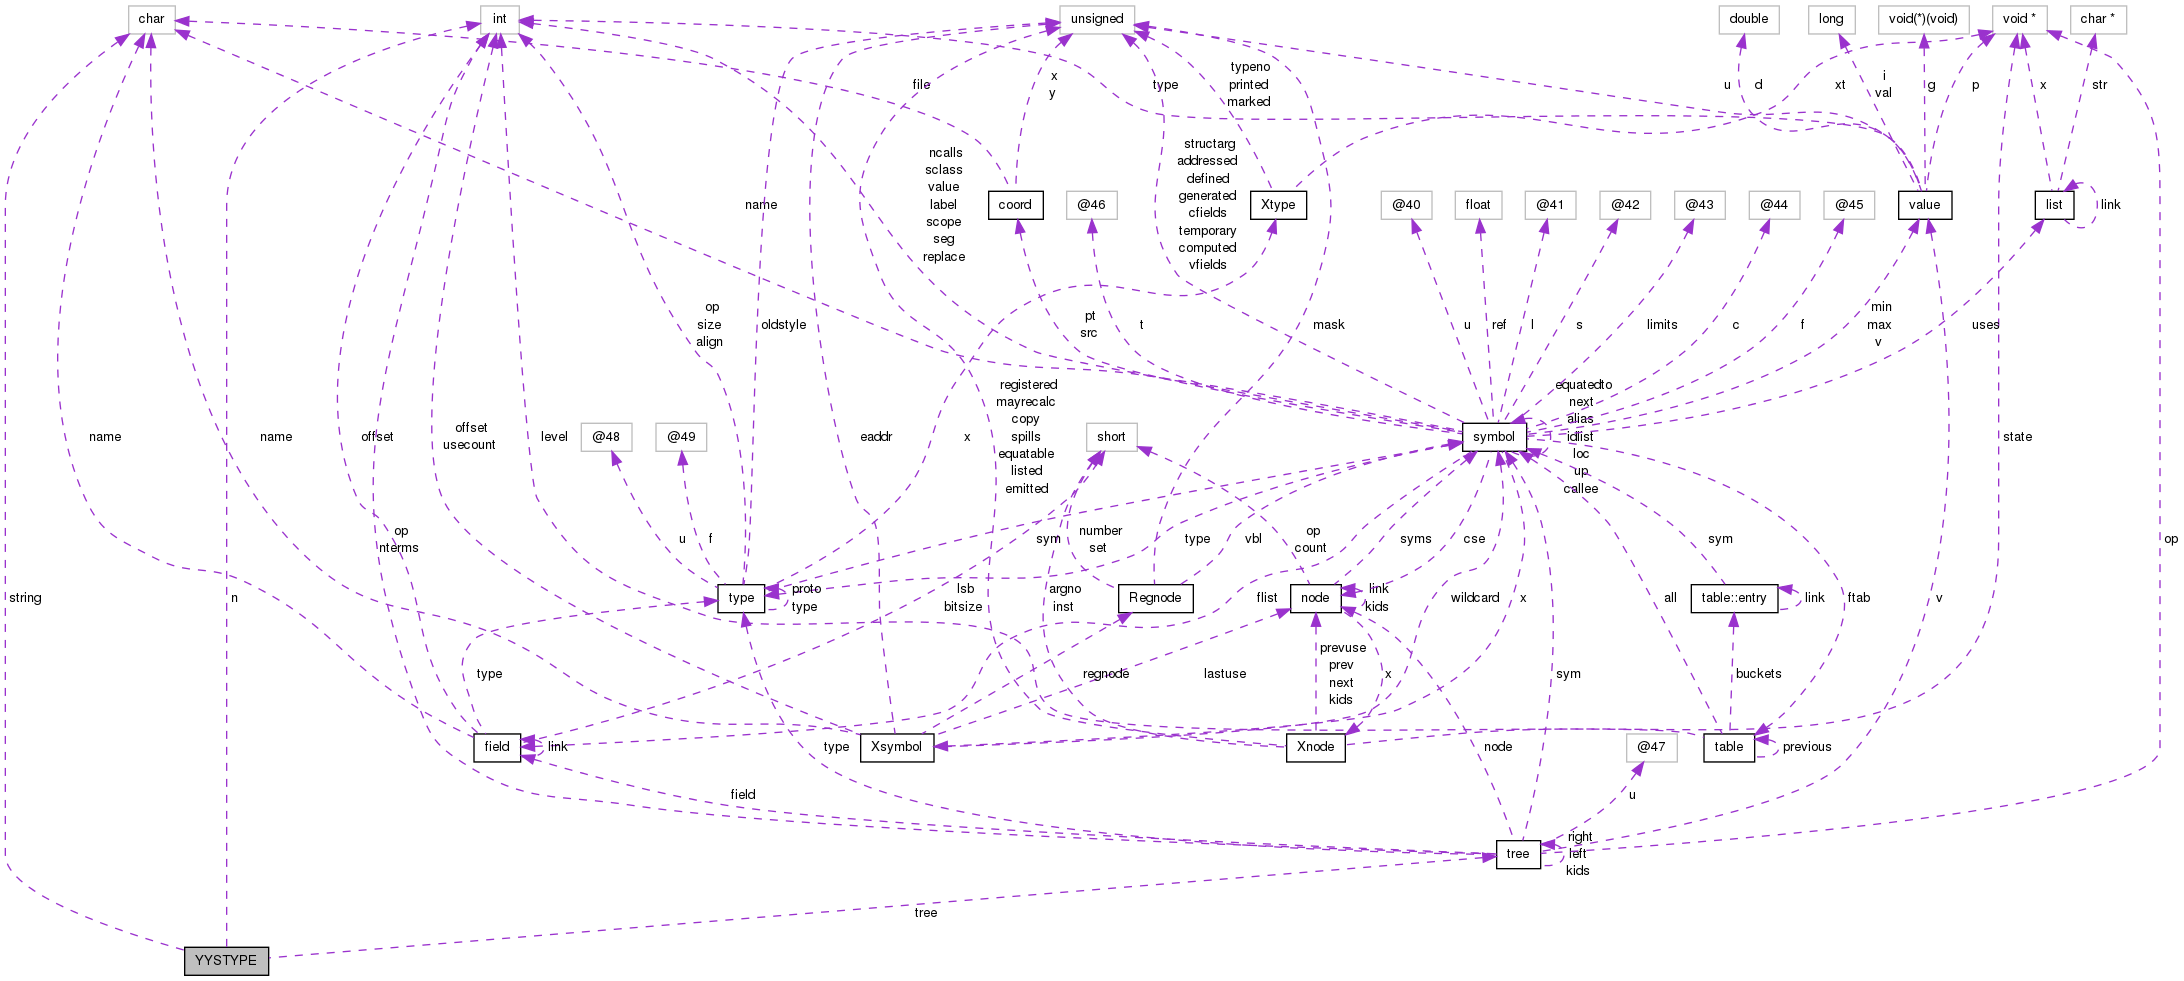 char
int
unsigned
double
long
void(*)(void)
void *
char *
file
x
y
type
typeno
printed
marked
u
d
xt
i
val
g
p
x
str
ncalls
sclass
value
label
scope
seg
replace
structarg
addressed
defined
generated
cfields
temporary
computed
vfields
name
coord
@46
Xtype
@40
float
@41
@42
@43
@44
@45
value
list
link
op
size
align
oldstyle
pt
src
t
mask
u
ref
l
s
limits
c
f
min
max
v
uses
name
name
offset
offset
usecount
level
@48
@49
eaddr
x
registered
mayrecalc
copy
spills
equatable
listed
emitted
short
symbol
equatedto
next
alias
idlist
loc
up
callee
state
op
nterms
u
f
sym
number
set
type
vbl
op
count
syms
cse
sym
op
string
n
type
proto
type
lsb
bitsize
argno
inst
Regnode
flist
node
link
kids
wildcard
x
all
table::entry
link
ftab
v
type
regnode
lastuse
prevuse
prev
next
kids
x
sym
buckets
field
link
Xsymbol
type
Xnode
node
@47
table
previous
field
u
tree
right
left
kids
tree
YYSTYPE